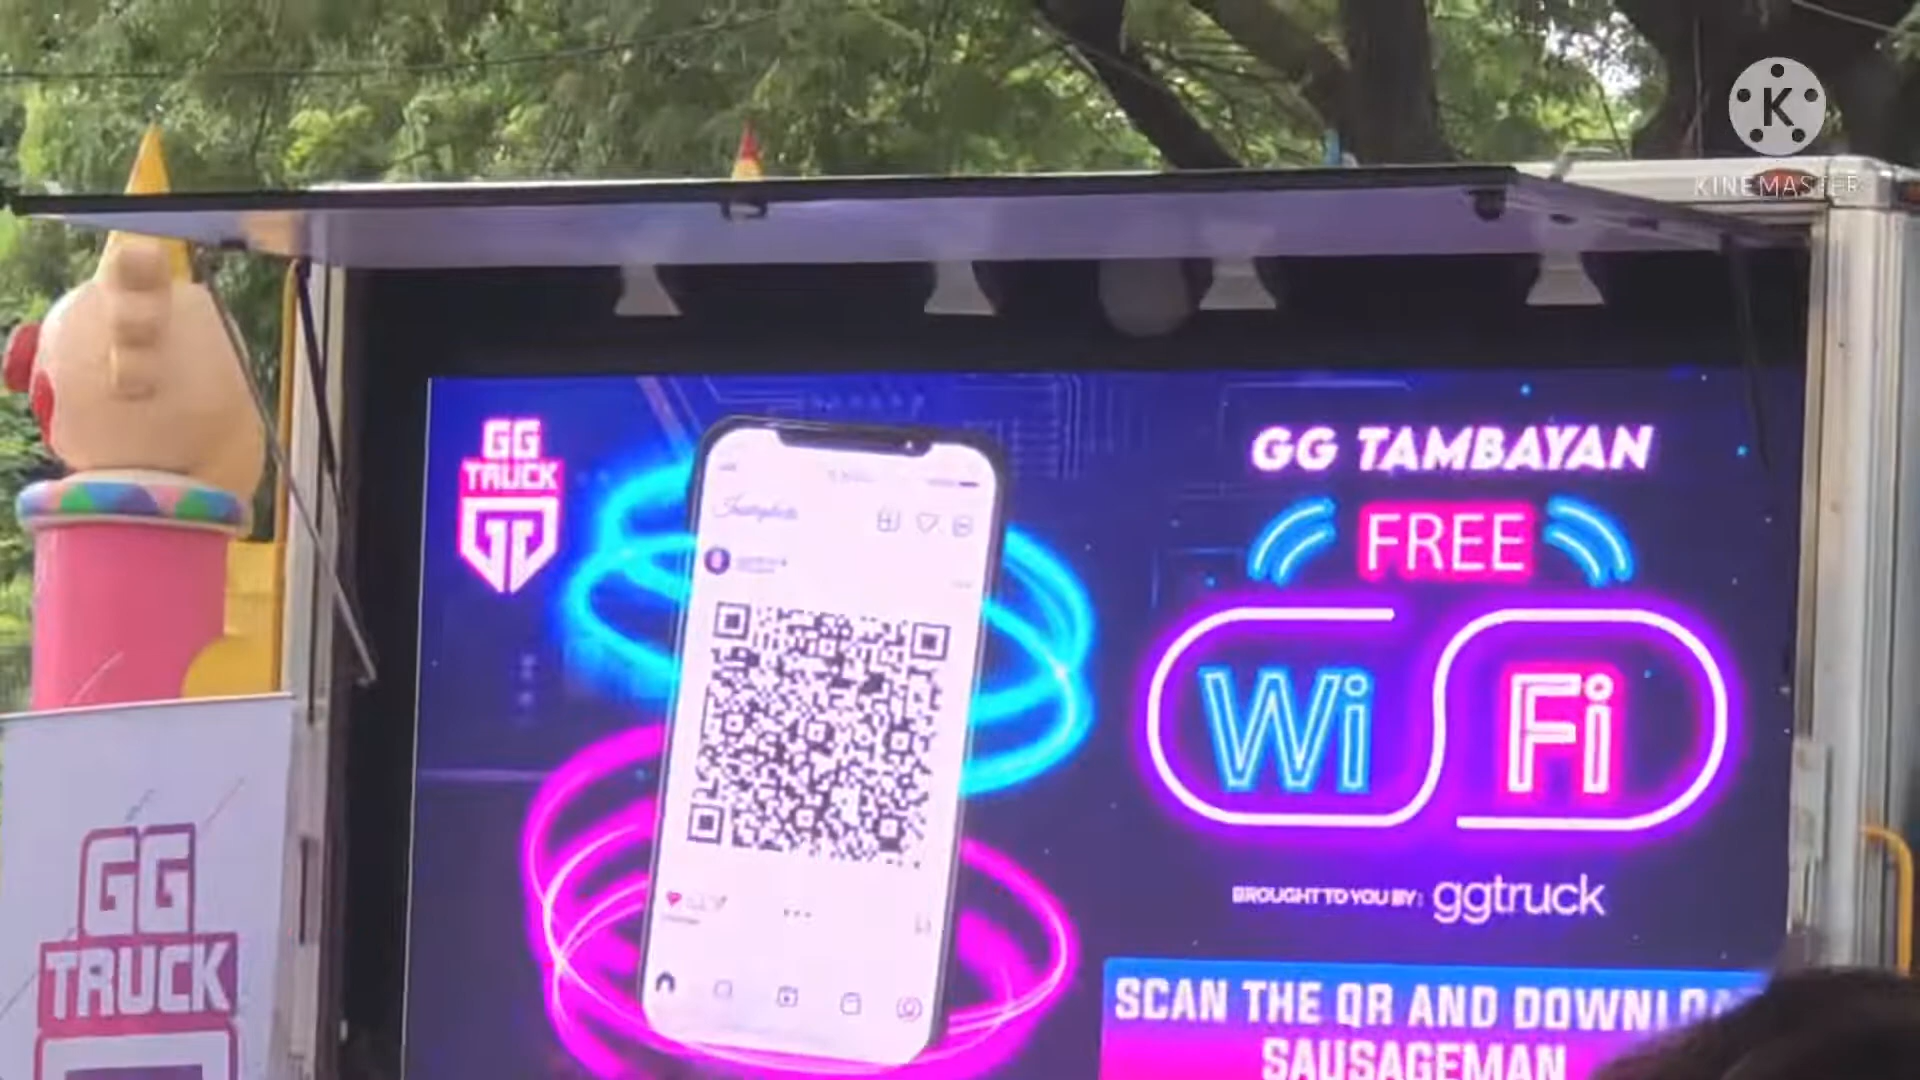 K
KINEMASTER
GG
TRUCK
GG TAMBAYAN
FREE
Wi Fi
BROUGHT TO YOU BY: ggtruck
SCAN THE QR AND DOWNLOA
SAUSAGEMAN
GG
TRUCK